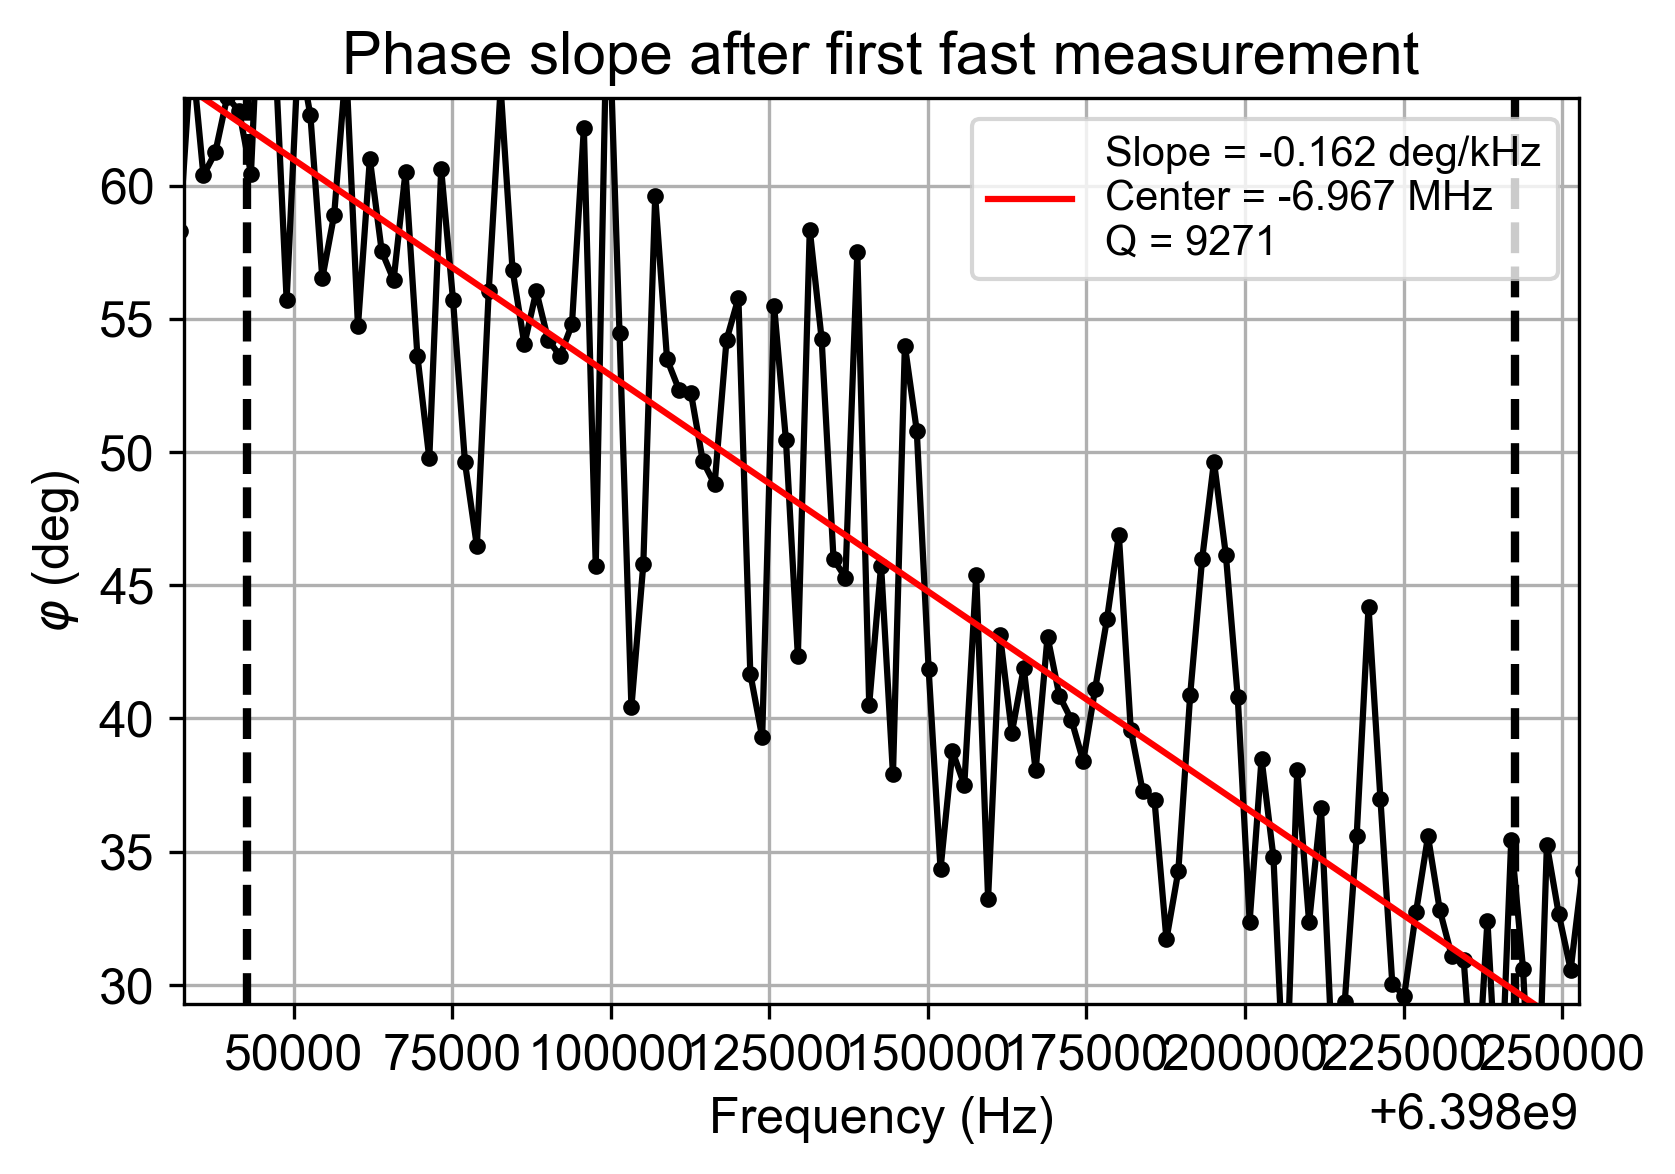 Phase slope after first fast measurement
Slope = -0.162 deg/kHz
Center = -6.967 MHz
Q = 9271
60
55
50
45
40
35
30
φ (deg)
50000 75000 100000 125000 150000 175000 200000 225000 250000
Frequency (Hz)
+6.398e9